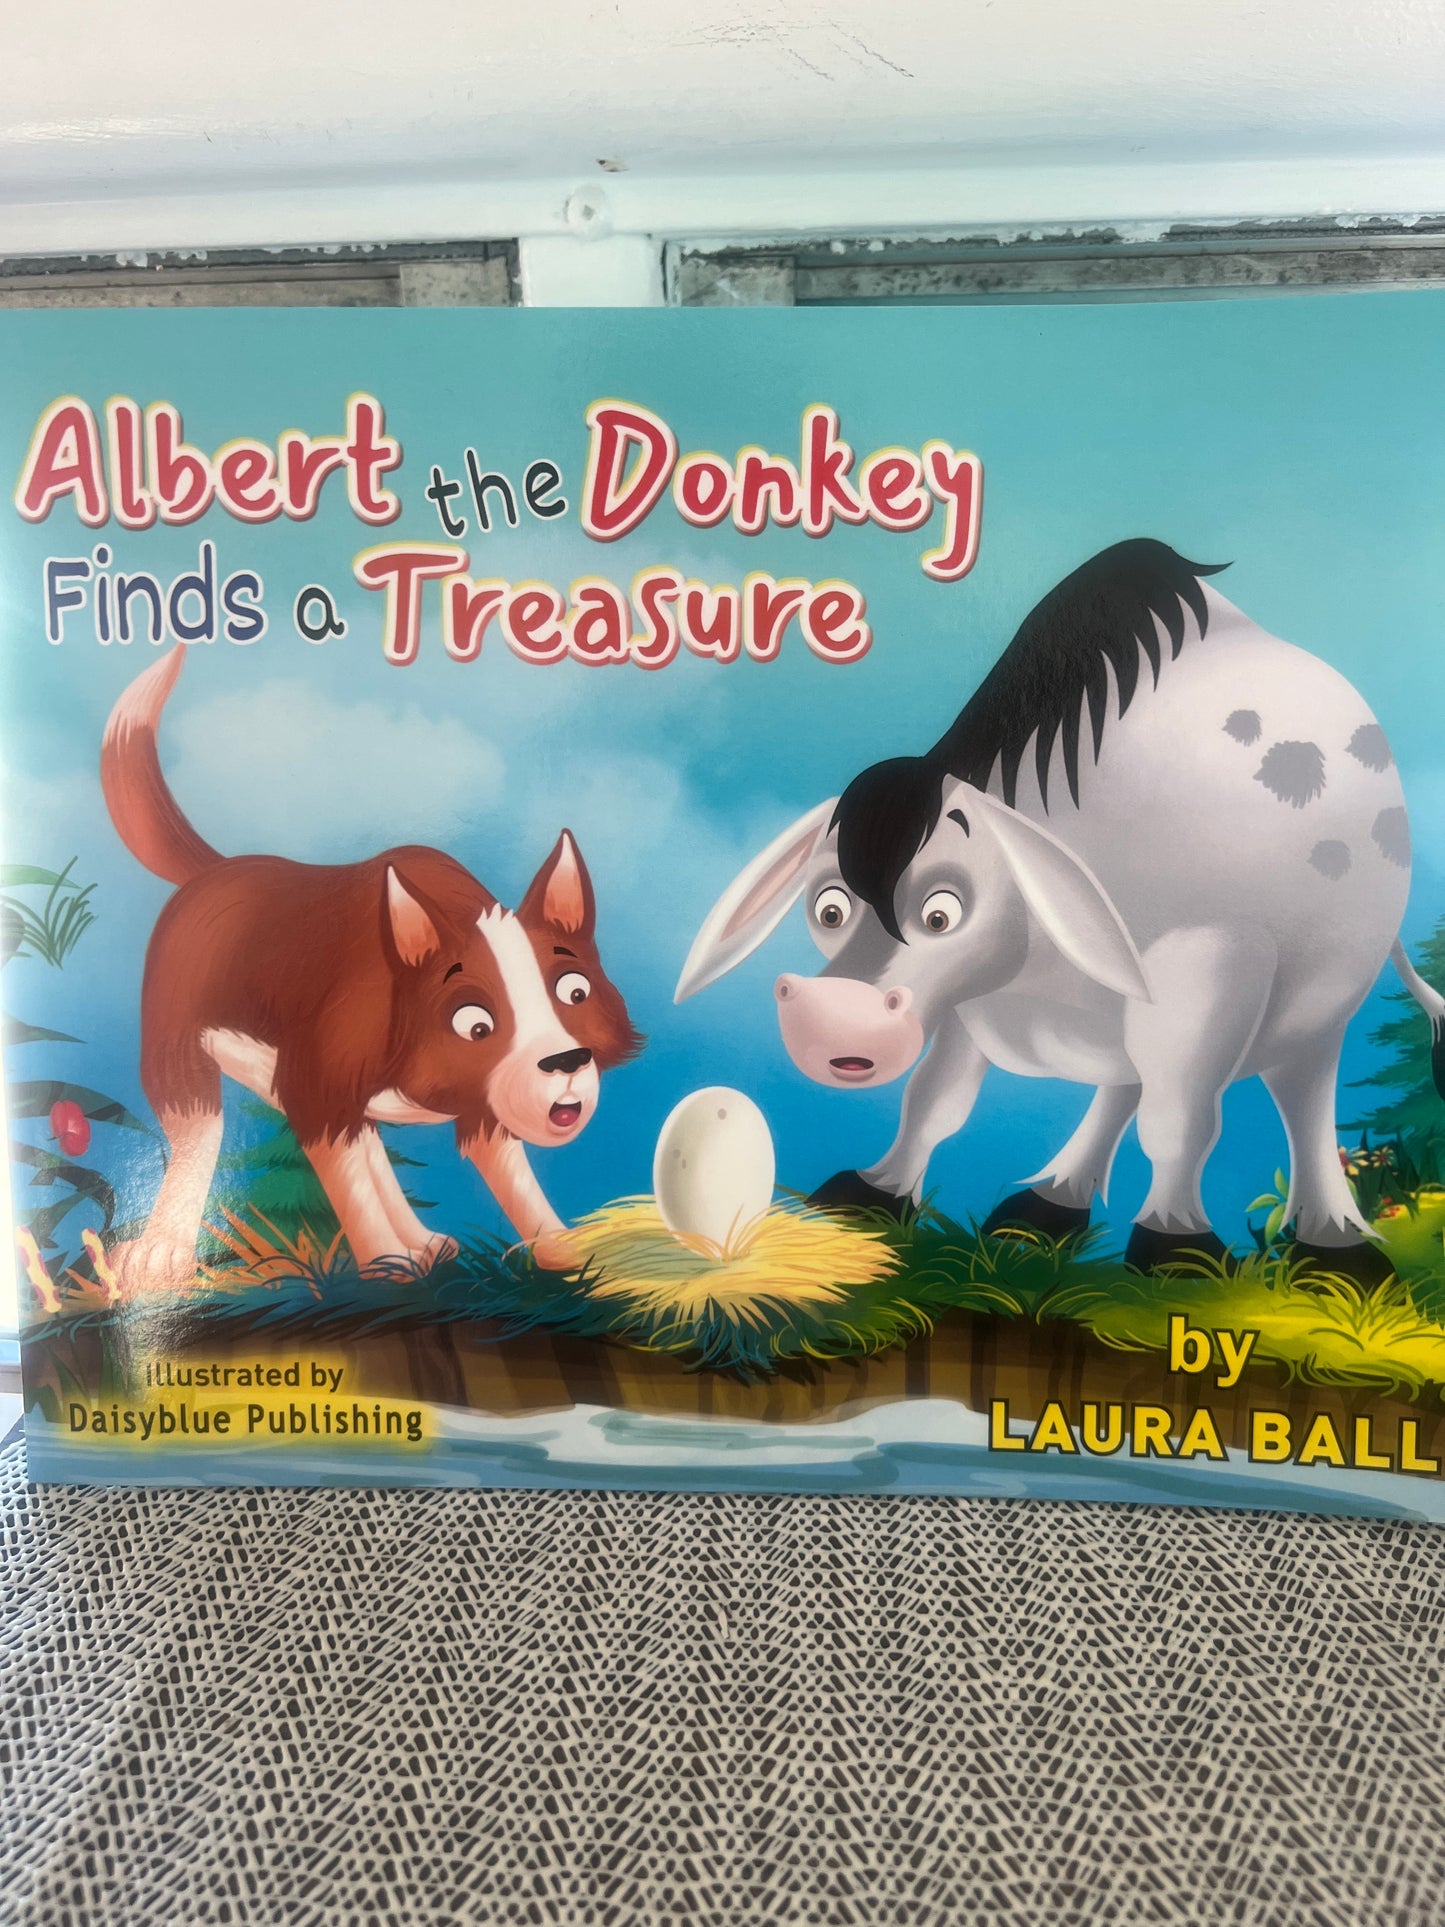 Albert the Donkey
Finds a Treasure
Illustrated by
Daisyblue Publishing
by
LAURA BALL